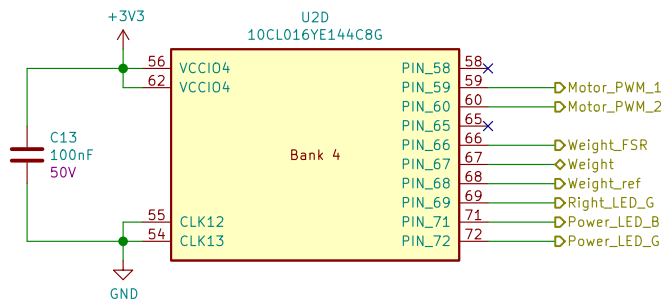 +3V3
U2D
10CL016YE144C8G
56 VCCIO4 PIN_58 58
62 VCCIO4 PIN_59 59 Motor_PWM_1
PIN_60 60 Motor_PWM_2
PIN_65 65
C13
100nF
50V
Bank 4
PIN_66 66 Weight_FSR
PIN_67 67 Weight
PIN_68 68 Weight_ref
PIN_69 69 Right_LED_G
55 CLK12 PIN_71 71 Power_LED_B
54 CLK13 PIN_72 72 Power_LED_G
GND